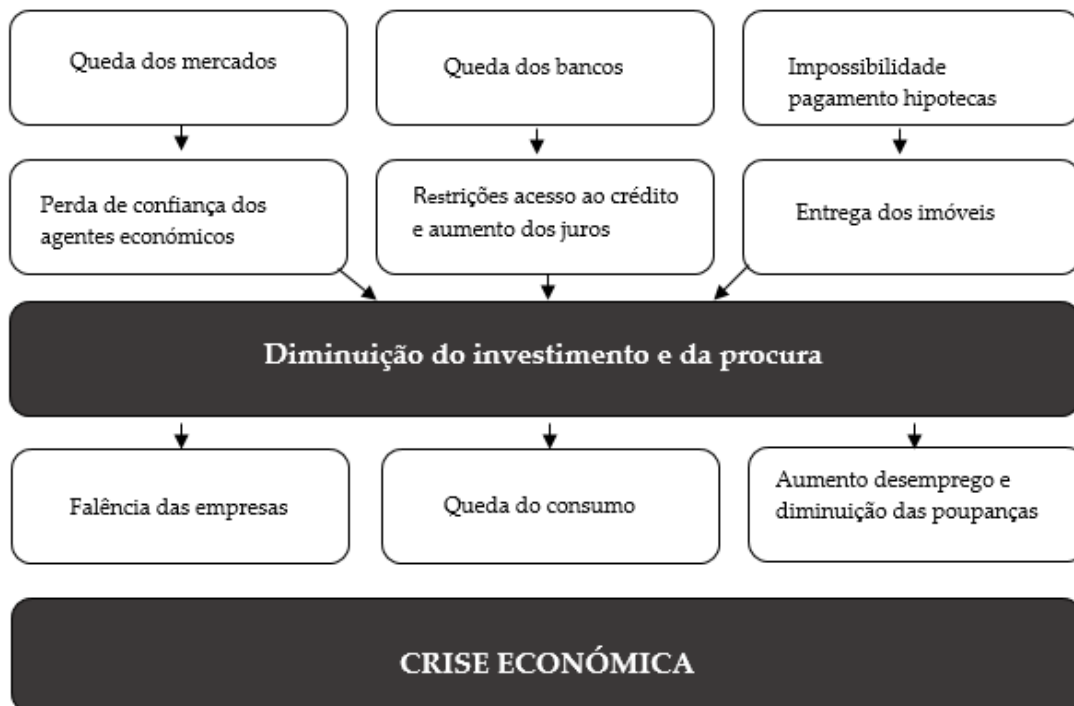 Queda dos mercados
Queda dos bancos
Impossibilidade
pagamento hipotecas
Perda de confiança dos
agentes económicos
Restrições acesso ao crédito
e aumento dos juros
Entrega dos imóveis
Diminuição do investimento e da procura
Falência das empresas
Queda do consumo
Aumento desemprego e
diminuição das poupanças
CRISE ECONÓMICA